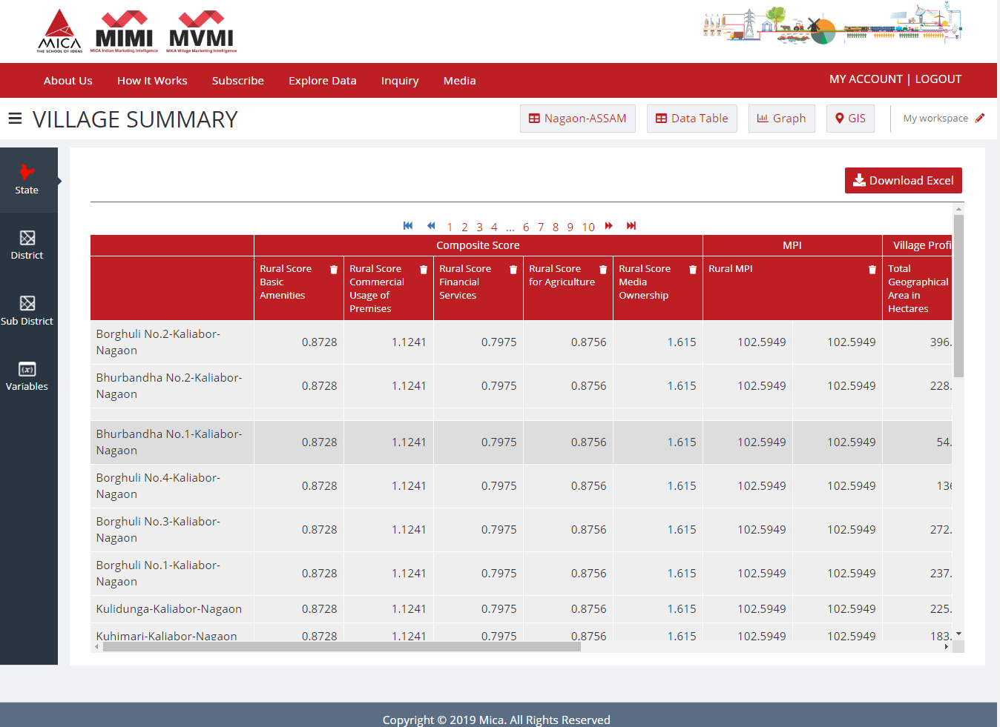 MICA
THE SCHOOL OF IDEAS
MIMI
MICA Indian Marketing Intelligence
MVMI
MICA Village Marketing Intelligence
About Us How It Works Subscribe Explore Data Inquiry Media
MY ACCOUNT | LOGOUT
VILLAGE SUMMARY
Nagaon-ASSAM Data Table Graph GIS My workspace
State
District
Sub District
Variables
Download Excel
1 2 3 4 ... 6 7 8 9 10
Composite Score MPI Village Profi
Rural Score Basic Amenities
Rural Score Commercial Usage of Premises
Rural Score Financial Services
Rural Score for Agriculture
Rural Score Media Ownership
Rural MPI
Total Geographical Area in Hectares
Borghuli No.2-Kaliabor-Nagaon 0.8728 1.1241 0.7975 0.8756 1.615 102.5949 102.5949 396.
Bhurbandha No.2-Kaliabor-Nagaon 0.8728 1.1241 0.7975 0.8756 1.615 102.5949 102.5949 228.
Bhurbandha No.1-Kaliabor-Nagaon 0.8728 1.1241 0.7975 0.8756 1.615 102.5949 102.5949 54.
Borghuli No.4-Kaliabor-Nagaon 0.8728 1.1241 0.7975 0.8756 1.615 102.5949 102.5949 136
Borghuli No.3-Kaliabor-Nagaon 0.8728 1.1241 0.7975 0.8756 1.615 102.5949 102.5949 272.
Borghuli No.1-Kaliabor-Nagaon 0.8728 1.1241 0.7975 0.8756 1.615 102.5949 102.5949 237.
Kulidunga-Kaliabor-Nagaon 0.8728 1.1241 0.7975 0.8756 1.615 102.5949 102.5949 225.
Kuhimari-Kaliabor-Nagaon 0.8728 1.1241 0.7975 0.8756 1.615 102.5949 102.5949 183.
Copyright © 2019 Mica. All Rights Reserved